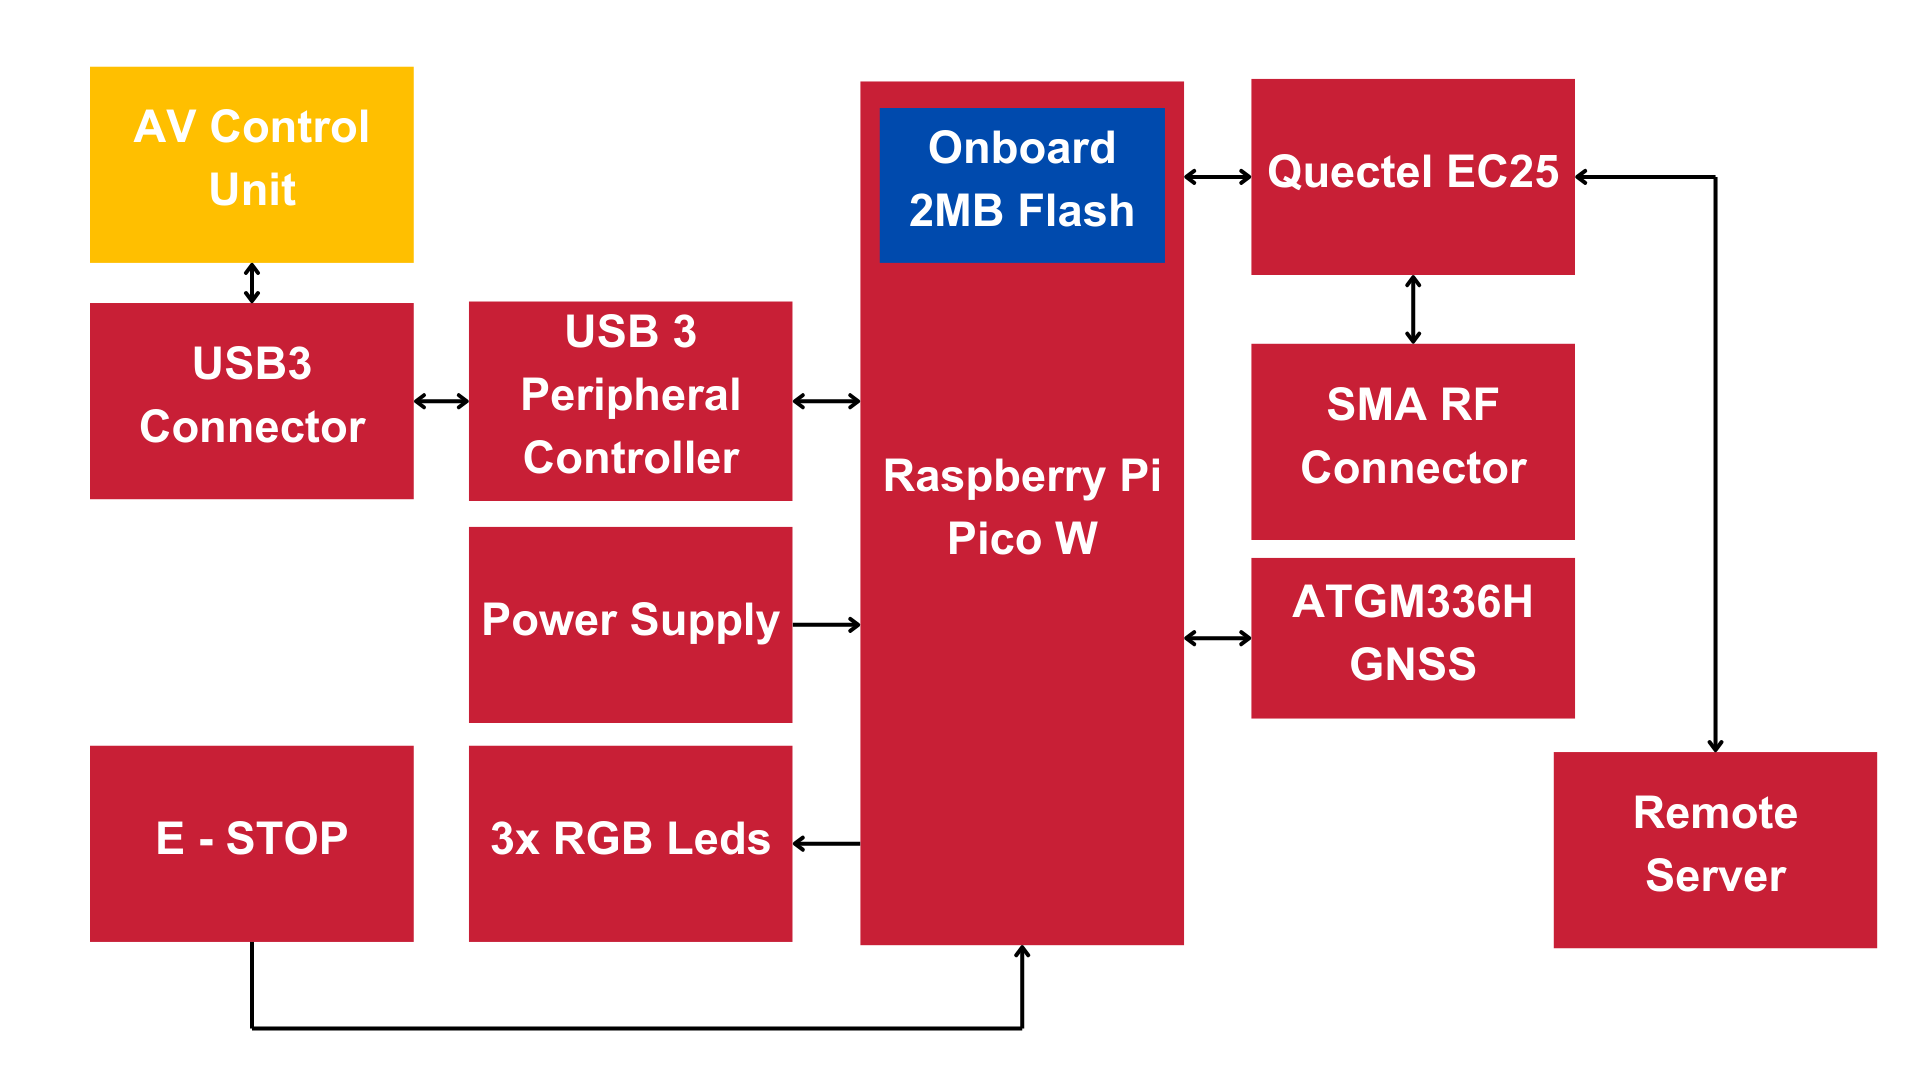 AV Control
Unit
USB3
Connector
USB 3
Peripheral
Controller
Power Supply
E - STOP
3x RGB Leds
Onboard
2MB Flash
Raspberry Pi
Pico W
Quectel EC25
SMA RF
Connector
ATGM336H
GNSS
Remote
Server